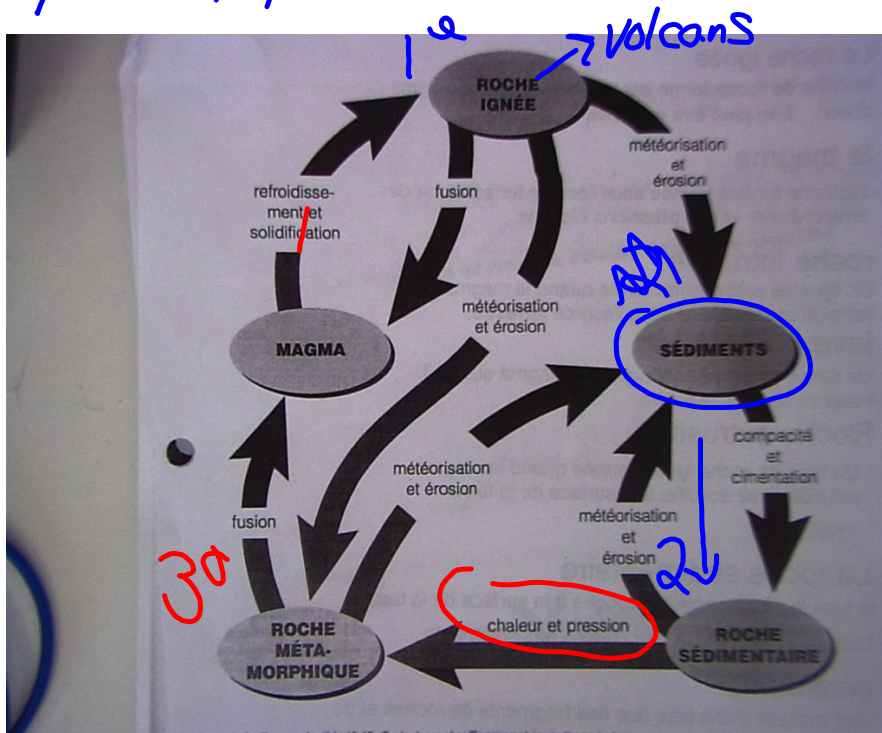 1e
volcans
ROCHE
IGNÉE
météorisation
et
érosion
refroidisse-
ment et
solidification
fusion
météorisation
et érosion
MAGMA
SÉDIMENTS
compacité
et
cimentation
météorisation
et érosion
météorisation
et
érosion
fusion
3e
2
chaleur et pression
ROCHE
MÉTA-
MORPHIQUE
ROCHE
SÉDIMENTAIRE